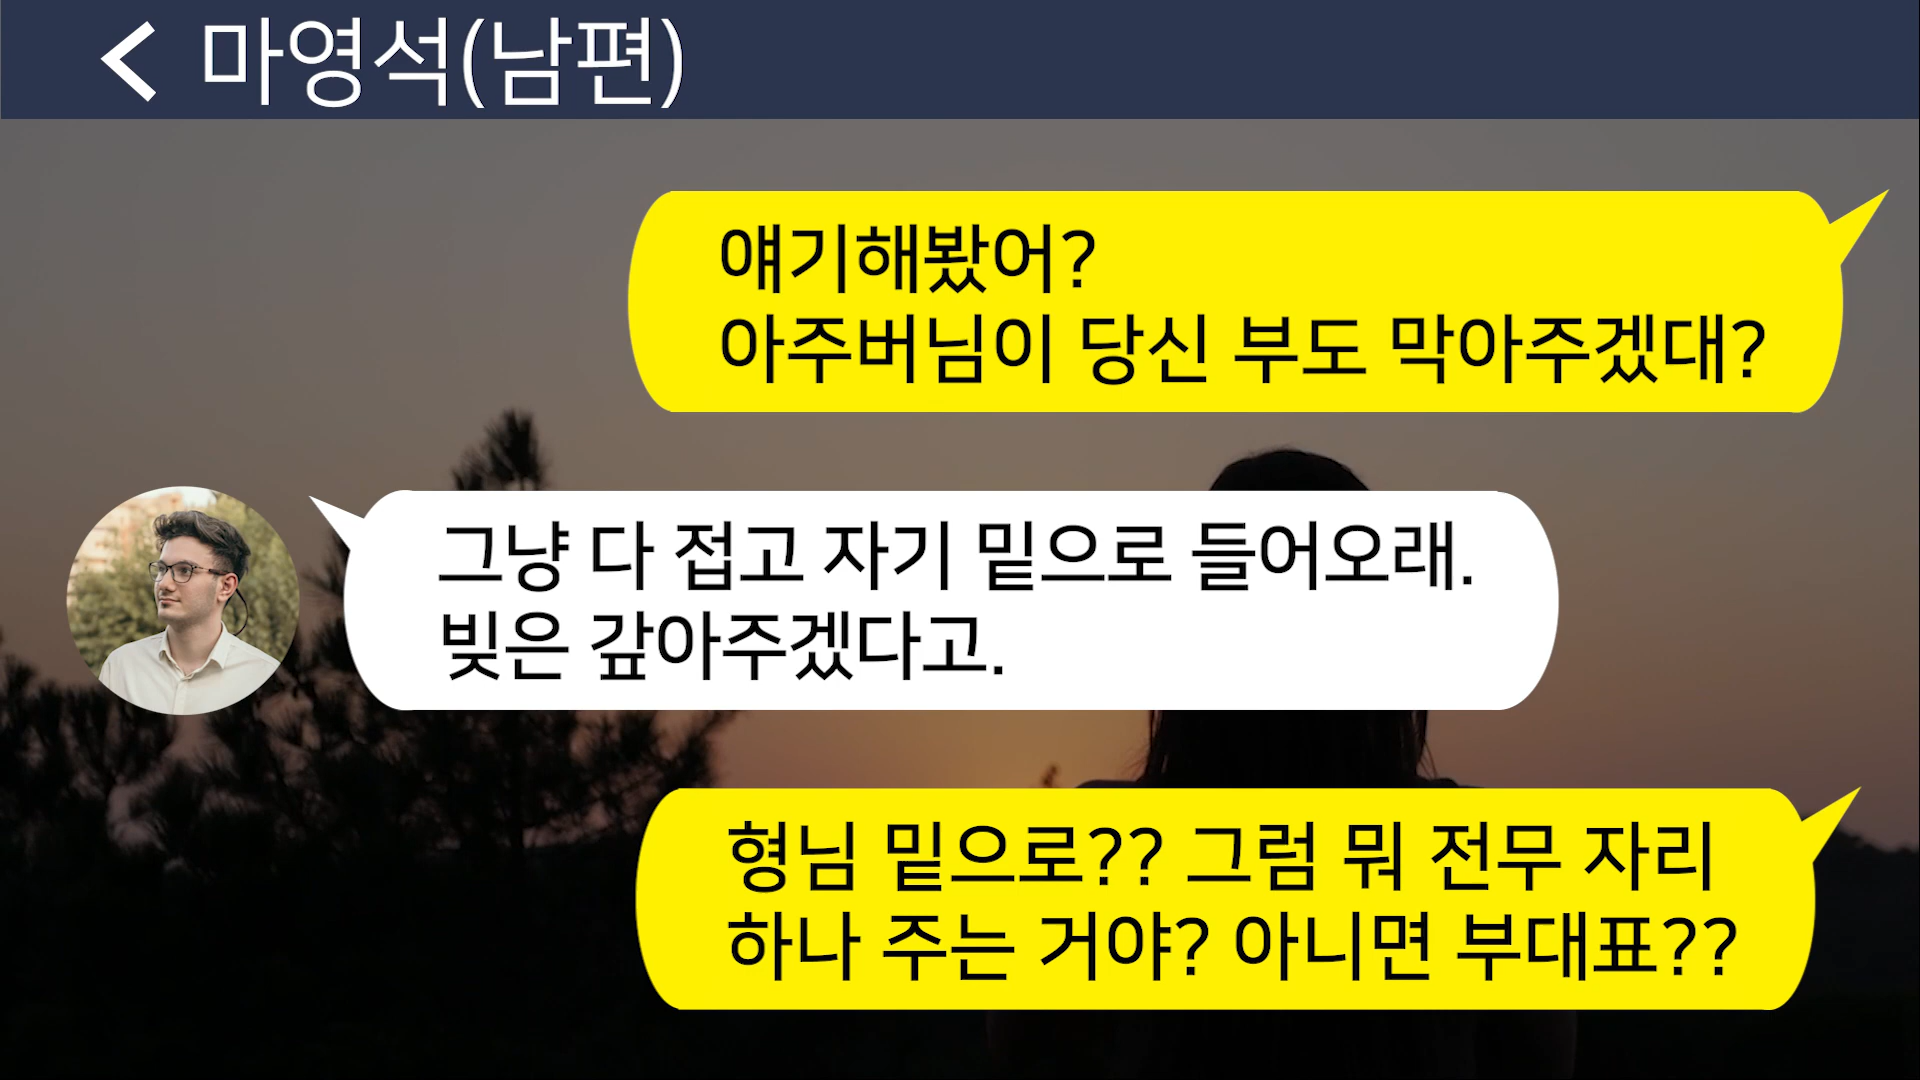 마영석(남편)
얘기해봤어?
아주버님이 당신 부도 막아주겠대?
그냥 다 접고 자기 밑으로 들어오래.
빚은 갚아주겠다고.
형님 밑으로?? 그럼 뭐 전무 자리
하나 주는 거야? 아니면 부대표??